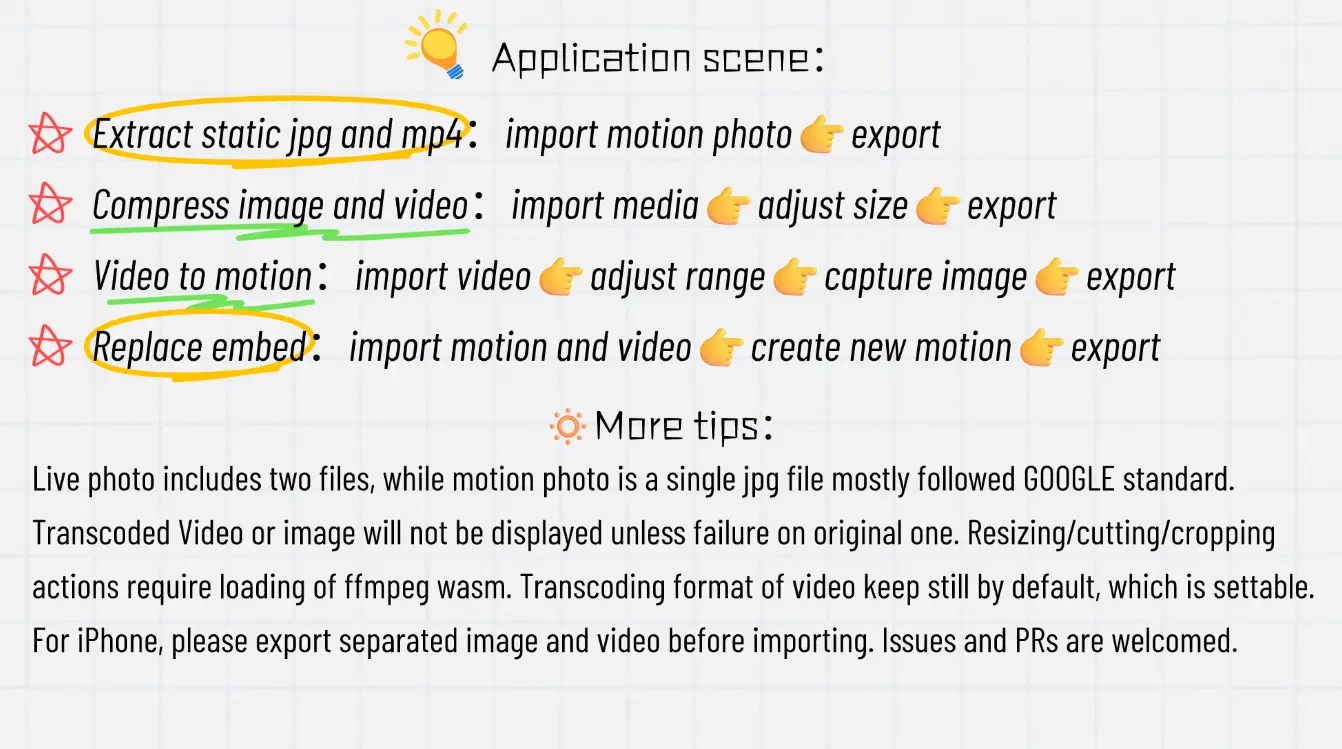 Application scene：
Extract static jpg and mp4： import motion photo 👉 export
Compress image and video： import media 👉 adjust size 👉 export
Video to motion： import video 👉 adjust range 👉 capture image 👉 export
Replace embed： import motion and video 👉 create new motion 👉 export
More tips：
Live photo includes two files, while motion photo is a single jpg file mostly followed GOOGLE standard.
Transcoded Video or image will not be displayed unless failure on original one. Resizing/cutting/cropping
actions require loading of ffmpeg wasm. Transcoding format of video keep still by default, which is settable.
For iPhone, please export separated image and video before importing. Issues and PRs are welcomed.